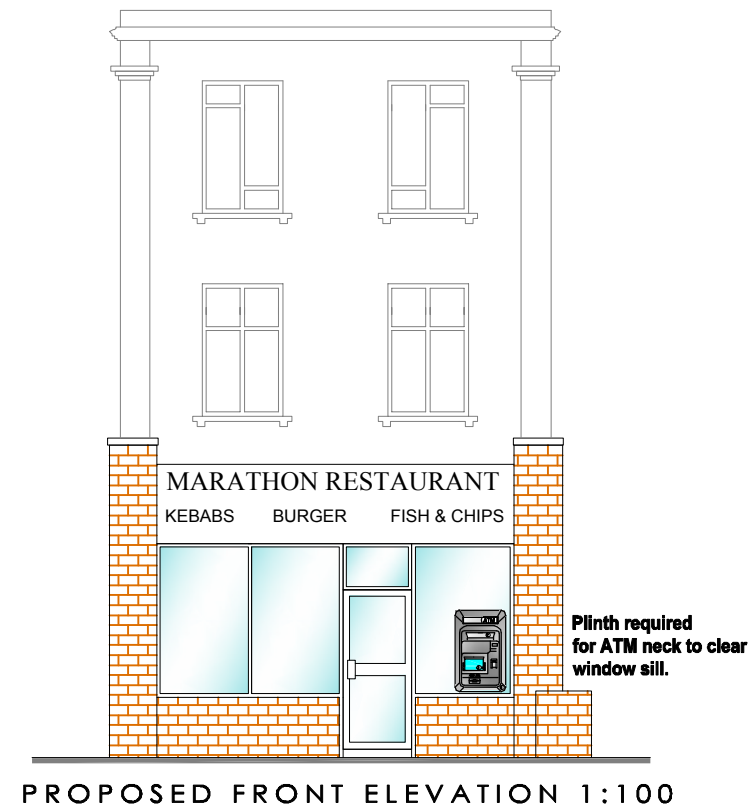 MARATHON RESTAURANT
KEBABS BURGER FISH & CHIPS
ATM
Plinth required
for ATM neck to clear
window sill.
PROPOSED FRONT ELEVATION 1:100